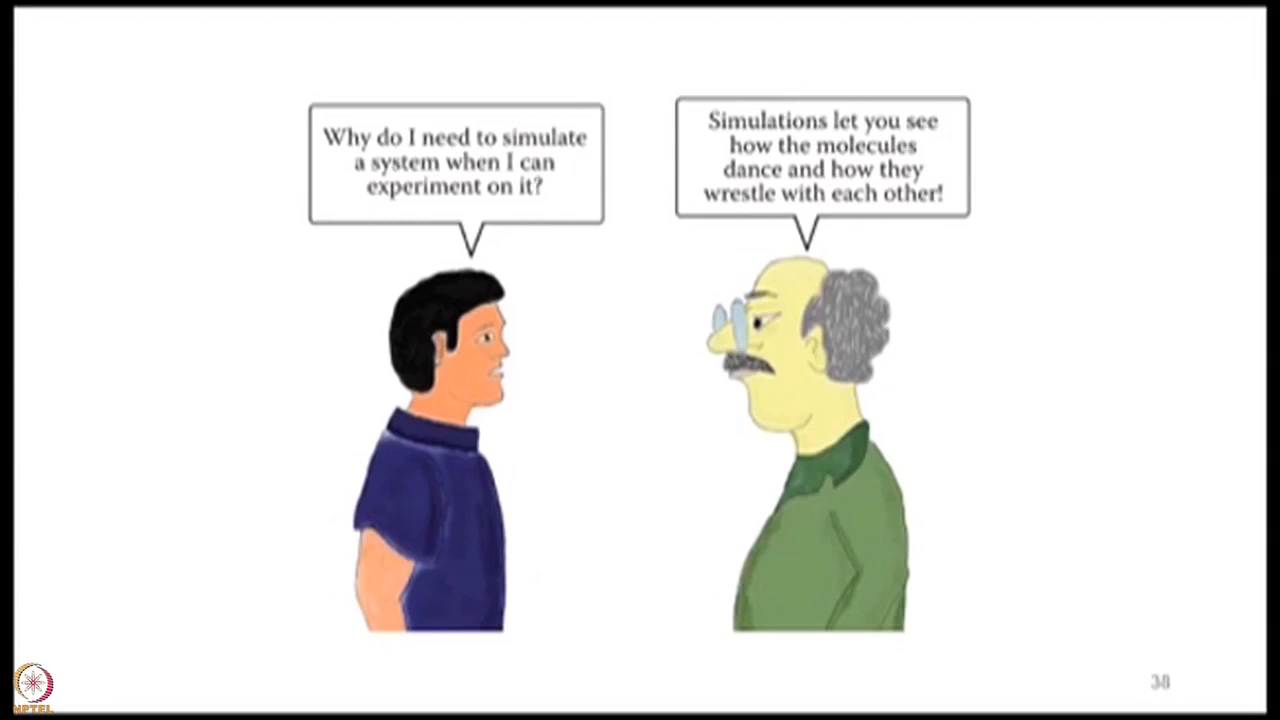 Why do I need to simulate
a system when I can
experiment on it?
Simulations let you see
how the molecules
dance and how they
wrestle with each other!
38
NPTEL